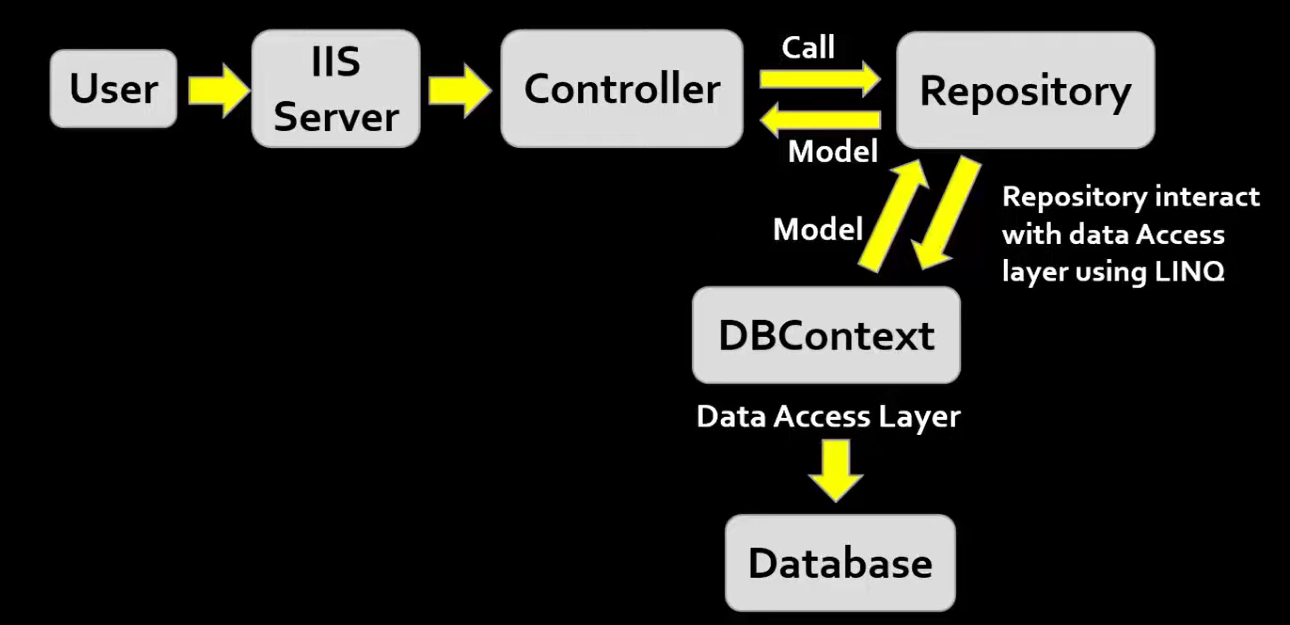 User
IIS
Server
Controller
Call
Model
Repository
Model
Repository interact
with data Access
layer using LINQ
DBContext
Data Access Layer
Database